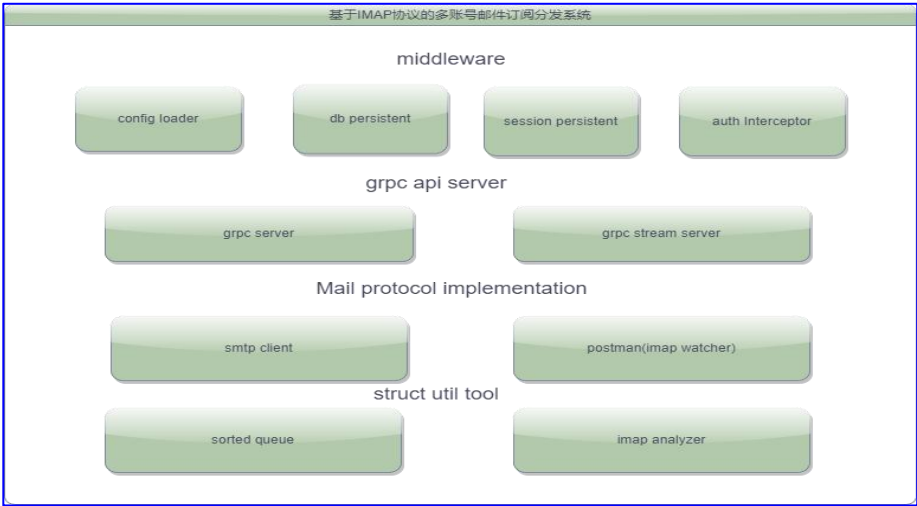 基于IMAP协议的多账号邮件订阅分发系统
middleware
config loader
db persistent
session persistent
auth Interceptor
grpc api server
grpc server
grpc stream server
Mail protocol implementation
smtp client
postman(imap watcher)
struct util tool
sorted queue
imap analyzer